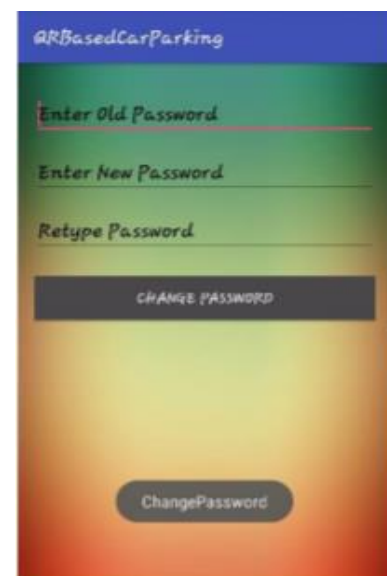 QRBasedCarParking
Enter Old Password
Enter New Password
Retype Password
CHANGE PASSWORD
ChangePassword